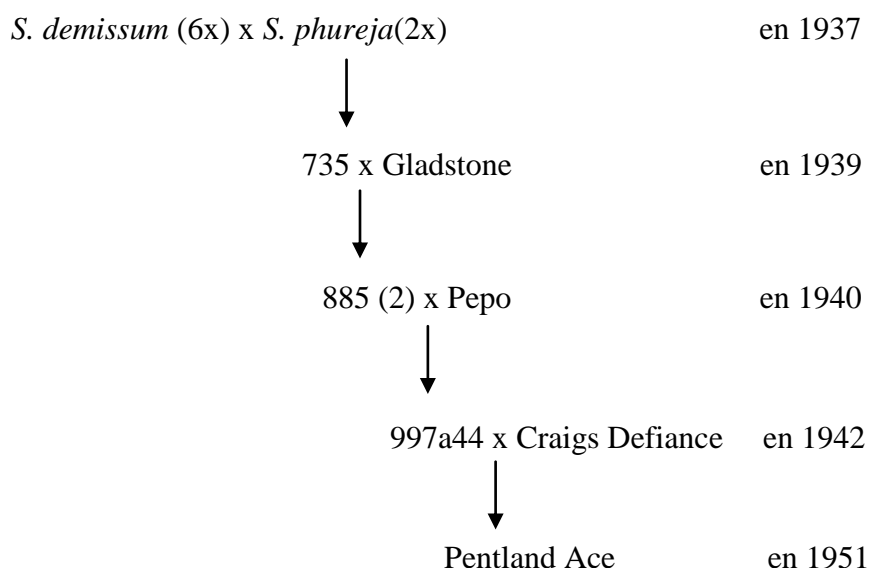 S. demissum (6x) x S. phureja(2x) en 1937
735 x Gladstone en 1939
885 (2) x Pepo en 1940
997a44 x Craigs Defiance en 1942
Pentland Ace en 1951